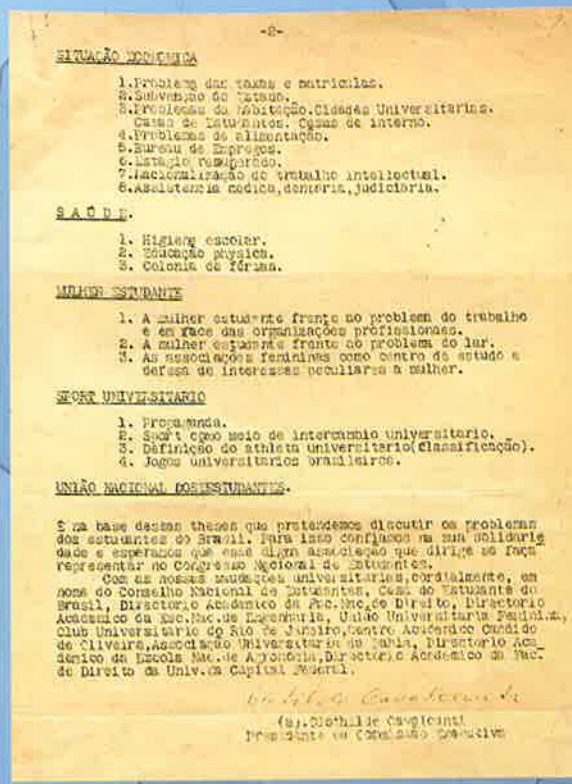 -2-
SITUAÇÃO ECONOMICA
1.Problema das taxas e matriculas.
2.Subvenção do Estado.
3.Problemas da habitação.Cidades Universitarias.
Casas de Estudantes. Casas de interno.
4.Problemas de alimentação.
5.Bureau de Empregos.
6.Estagio remunerado.
7.Nacionalização do trabalho intellectual.
8.Assistencia medica,dentaria,judiciaria.
S A Ú D E.
1. Higiene escolar.
2. Educação physica.
3. Colonia de férias.
MULHER ESTUDANTE
1. A mulher estudante frente ao problema do trabalho
e em face das organizações profissionaes.
2. A mulher estudante frente ao problema do lar.
3. As associações femininas como centro de estudo e
defesa de interesses peculiares a mulher.
SPORT UNIVERSITARIO
1. Propaganda.
2. Sport como meio de intercambio universitario.
3. Definição do athleta universitario(classificação).
4. Jogos universitarios brasileiros.
UNIÃO NACIONAL DOS ESTUDANTES.
É na base dessas theses que pretendemos discutir os problemas
dos estudantes do Brasil. Para isso confiamos na sua solidarie
dade e esperamos que essa digna associação que dirige se faça
representar no Congresso Nacional de Estudantes.
Com as nossas saudações universitarias,cordialmente, em
nome do Conselho Nacional de Estudantes, Casa do Estudante do
Brasil, Directorio Academico da Fac.Nac.de Direito, Directorio
Academico da Esc.Nac.de Engenharia, União Universitaria Feminina,
Club Universitario do Rio de Janeiro,Centro Academico Candido
de Oliveira,Associação Universitaria da Bahia, Directorio Aca_
demico da Escola Nac.de Agronomia,Directorio Academico da Fac.
de Direito da Univ.da Capital Federal.
Clotilde Cavalcanti
(a).Clothilde Cavalcanti
Presidente da Commissão Executiva